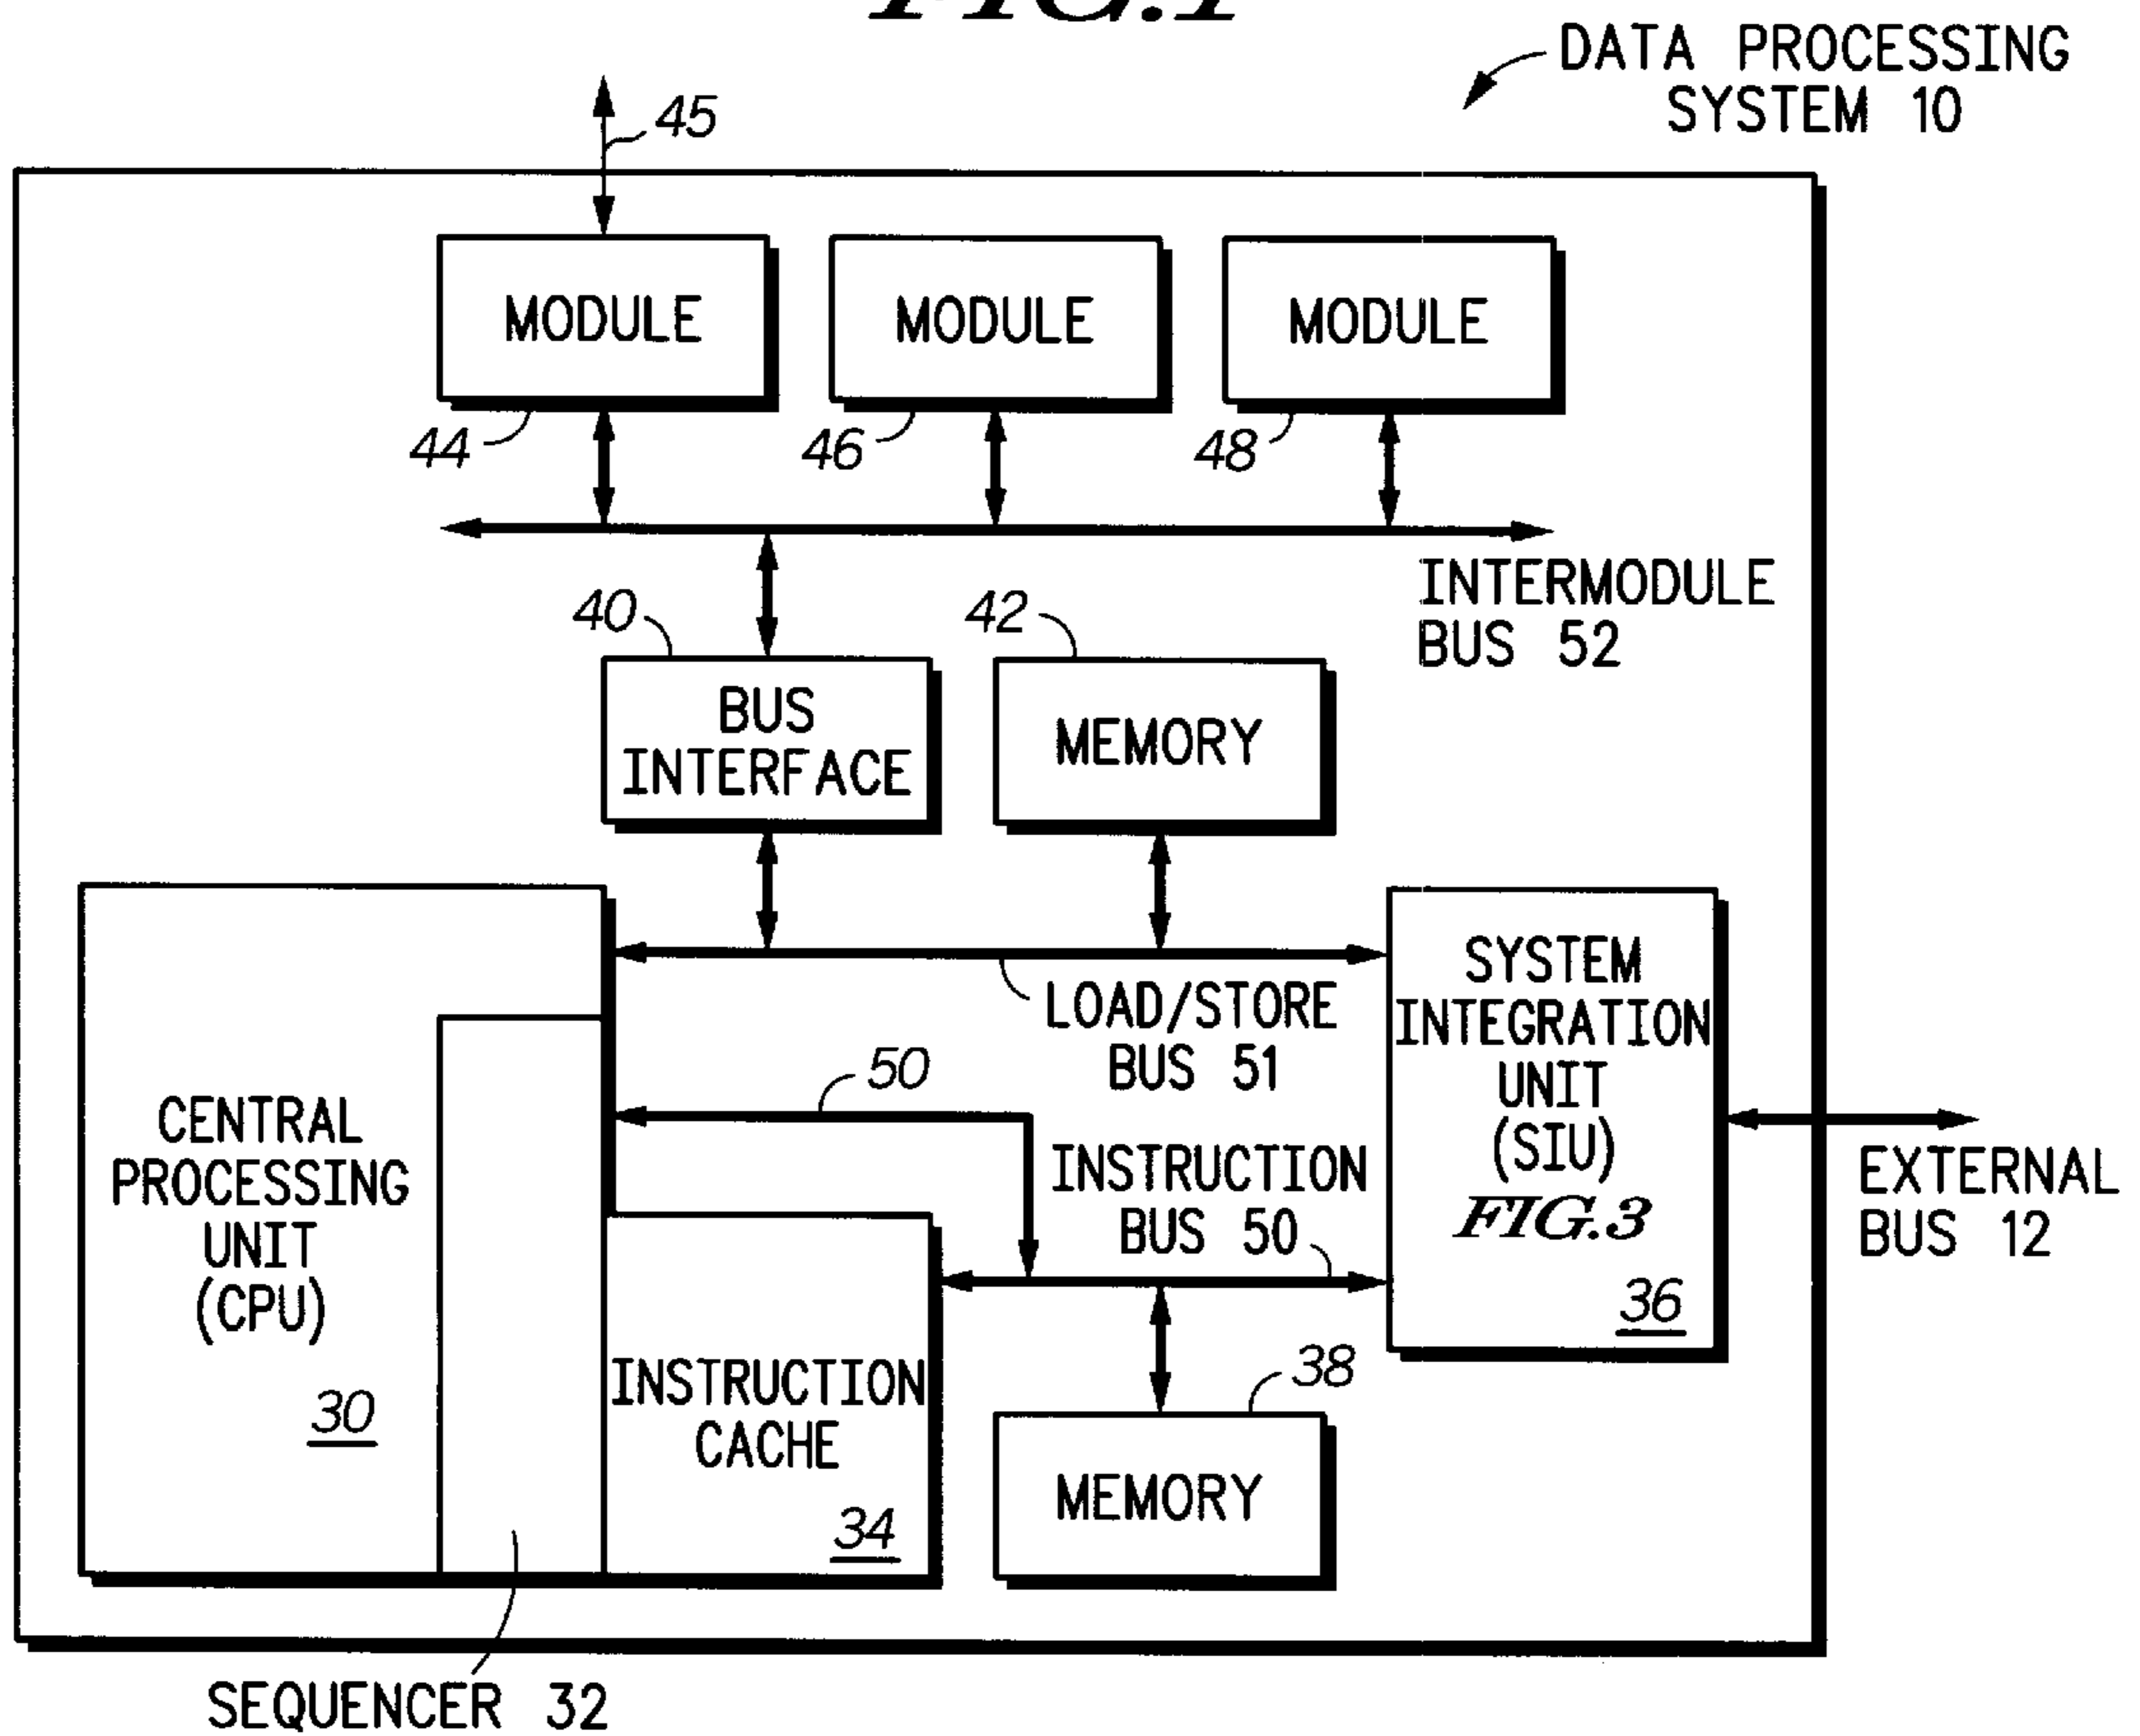 FIG.1
DATA PROCESSING
SYSTEM 10
45
MODULE
MODULE
MODULE
44
46
48
INTERMODULE
BUS 52
40
42
BUS
INTERFACE
MEMORY
LOAD/STORE
BUS 51
SYSTEM
INTEGRATION
UNIT
(SIU)
FIG.3
36
50
CENTRAL
PROCESSING
UNIT
(CPU)
30
INSTRUCTION
BUS 50
EXTERNAL
BUS 12
INSTRUCTION
CACHE
34
38
MEMORY
SEQUENCER 32